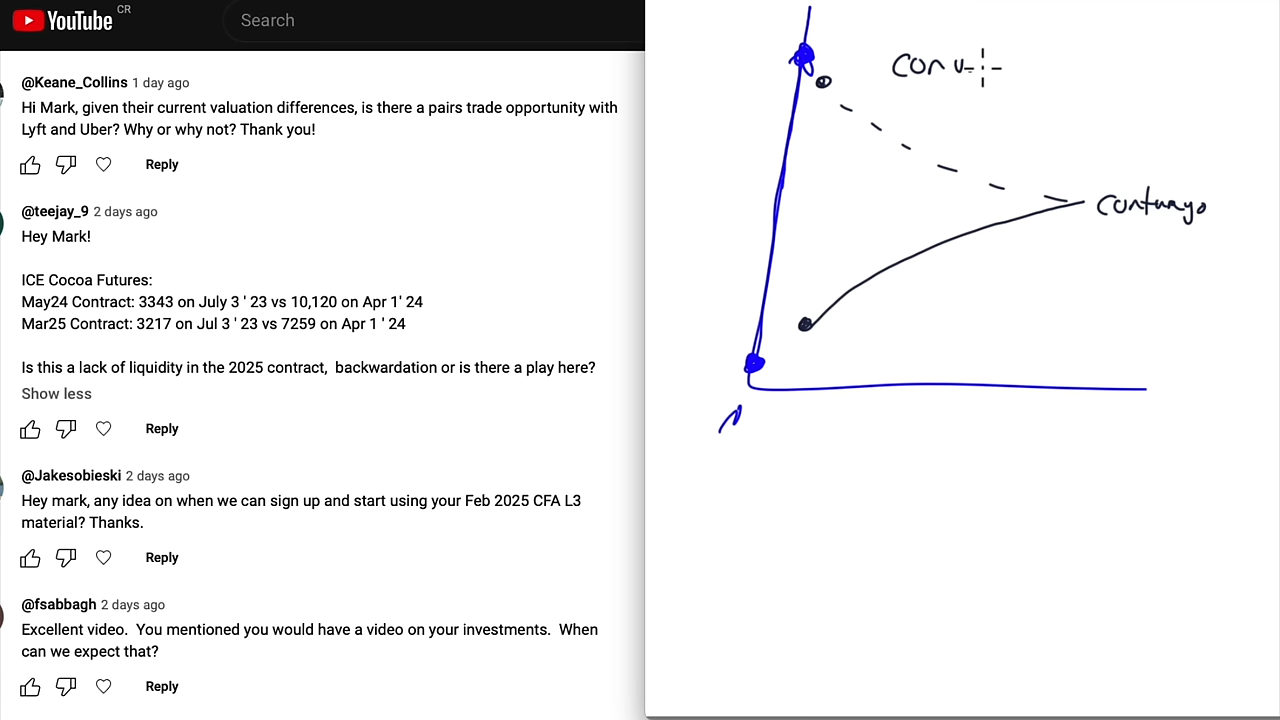 YouTube CR
Search
@Keane_Collins 1 day ago
Hi Mark, given their current valuation differences, is there a pairs trade opportunity with
Lyft and Uber? Why or why not? Thank you!
Reply
@teejay_9 2 days ago
Hey Mark!
ICE Cocoa Futures:
May24 Contract: 3343 on July 3 ' 23 vs 10,120 on Apr 1' 24
Mar25 Contract: 3217 on Jul 3 ' 23 vs 7259 on Apr 1 ' 24
Is this a lack of liquidity in the 2025 contract, backwardation or is there a play here?
Show less
Reply
@Jakesobieski 2 days ago
Hey mark, any idea on when we can sign up and start using your Feb 2025 CFA L3
material? Thanks.
Reply
@fsabbagh 2 days ago
Excellent video. You mentioned you would have a video on your investments. When
can we expect that?
Reply